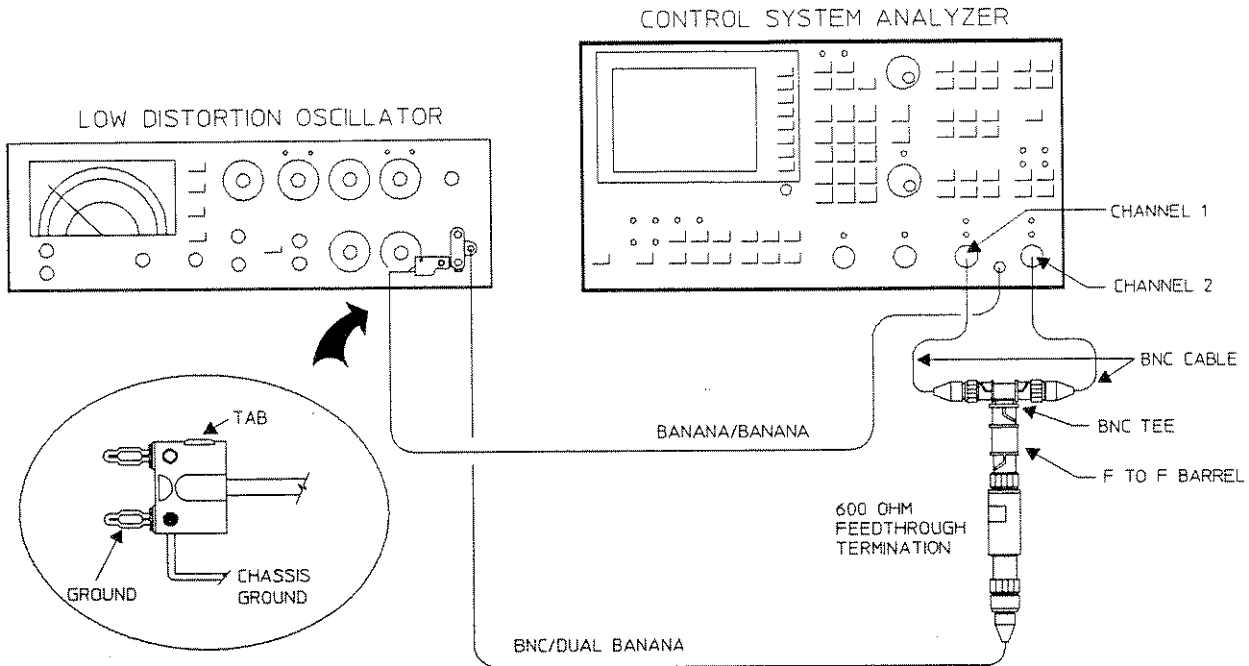 CONTROL SYSTEM ANALYZER
LOW DISTORTION OSCILLATOR
CHANNEL 1
CHANNEL 2
BNC CABLE
BNC TEE
F TO F BARREL
BANANA/BANANA
600 OHM
FEEDTHROUGH
TERMINATION
TAB
GROUND
CHASSIS
GROUND
BNC/DUAL BANANA